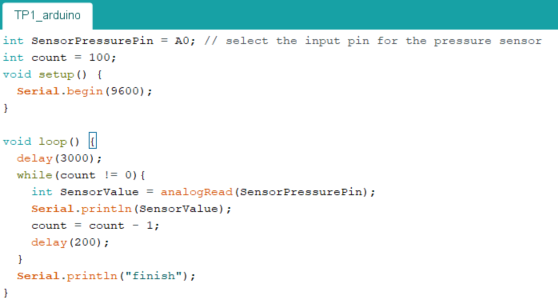 TP1_arduino
int SensorPressurePin = A0; // select the input pin for the pressure sensor
int count = 100;
void setup() {
  Serial.begin(9600);
}

void loop() {
  delay(3000);
  while(count != 0){
    int SensorValue = analogRead(SensorPressurePin);
    Serial.println(SensorValue);
    count = count - 1;
    delay(200);
  }
  Serial.println("finish");
}